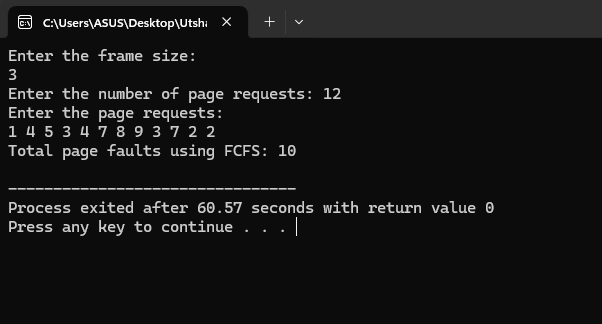 C:\Users\ASUS\Desktop\Utsha
Enter the frame size:
3
Enter the number of page requests: 12
Enter the page requests:
1 4 5 3 4 7 8 9 3 7 2 2
Total page faults using FCFS: 10
--------------------------------
Process exited after 60.57 seconds with return value 0
Press any key to continue . . .